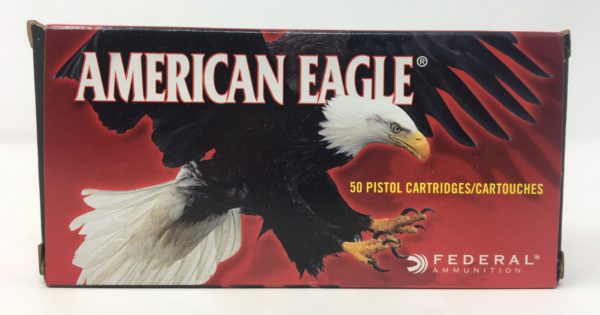 AMERICAN EAGLE®
50 PISTOL CARTRIDGES/CARTOUCHES
FEDERAL®
AMMUNITION